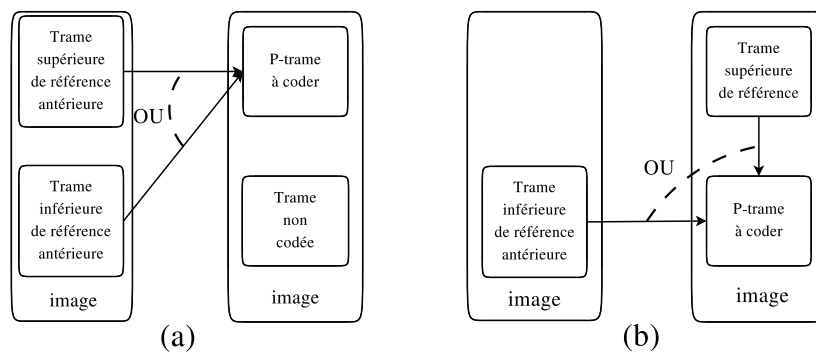 Trame
supérieure
de référence
antérieure
P-trame
à coder
OU
Trame
inférieure
de référence
antérieure
Trame
non
codée
image
image
(a)
Trame
supérieure
de référence
OU
Trame
inférieure
de référence
antérieure
P-trame
à coder
image
image
(b)